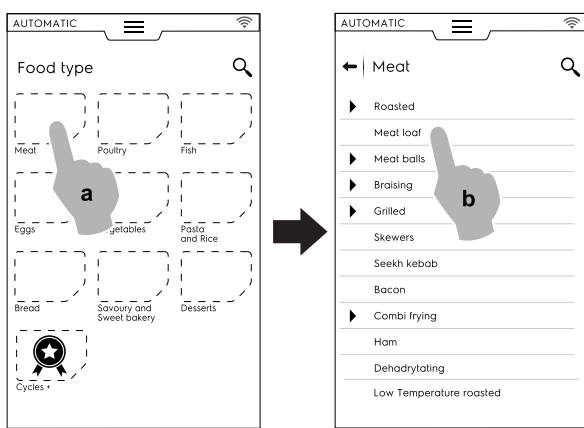 AUTOMATIC
Food type
Meat
Poultry
Fish
a
Eggs
getables
Pasta
and Rice
Bread
Savoury and
Sweet bakery
Desserts
Cycles +
AUTOMATIC
Meat
Roasted
Meat loaf
Meat balls
Braising
Grilled
b
Skewers
Seekh kebab
Bacon
Combi frying
Ham
Dehadrytating
Low Temperature roasted